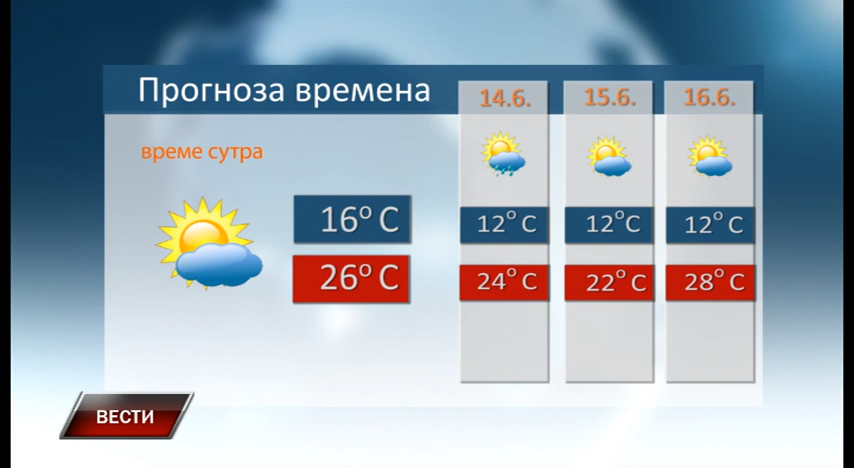 Прогноза времена
време сутра
16° C
26° C
14.6.
12° C
24° C
15.6.
12°C
22° C
16.6.
12° C
28° C
ВЕСТИ